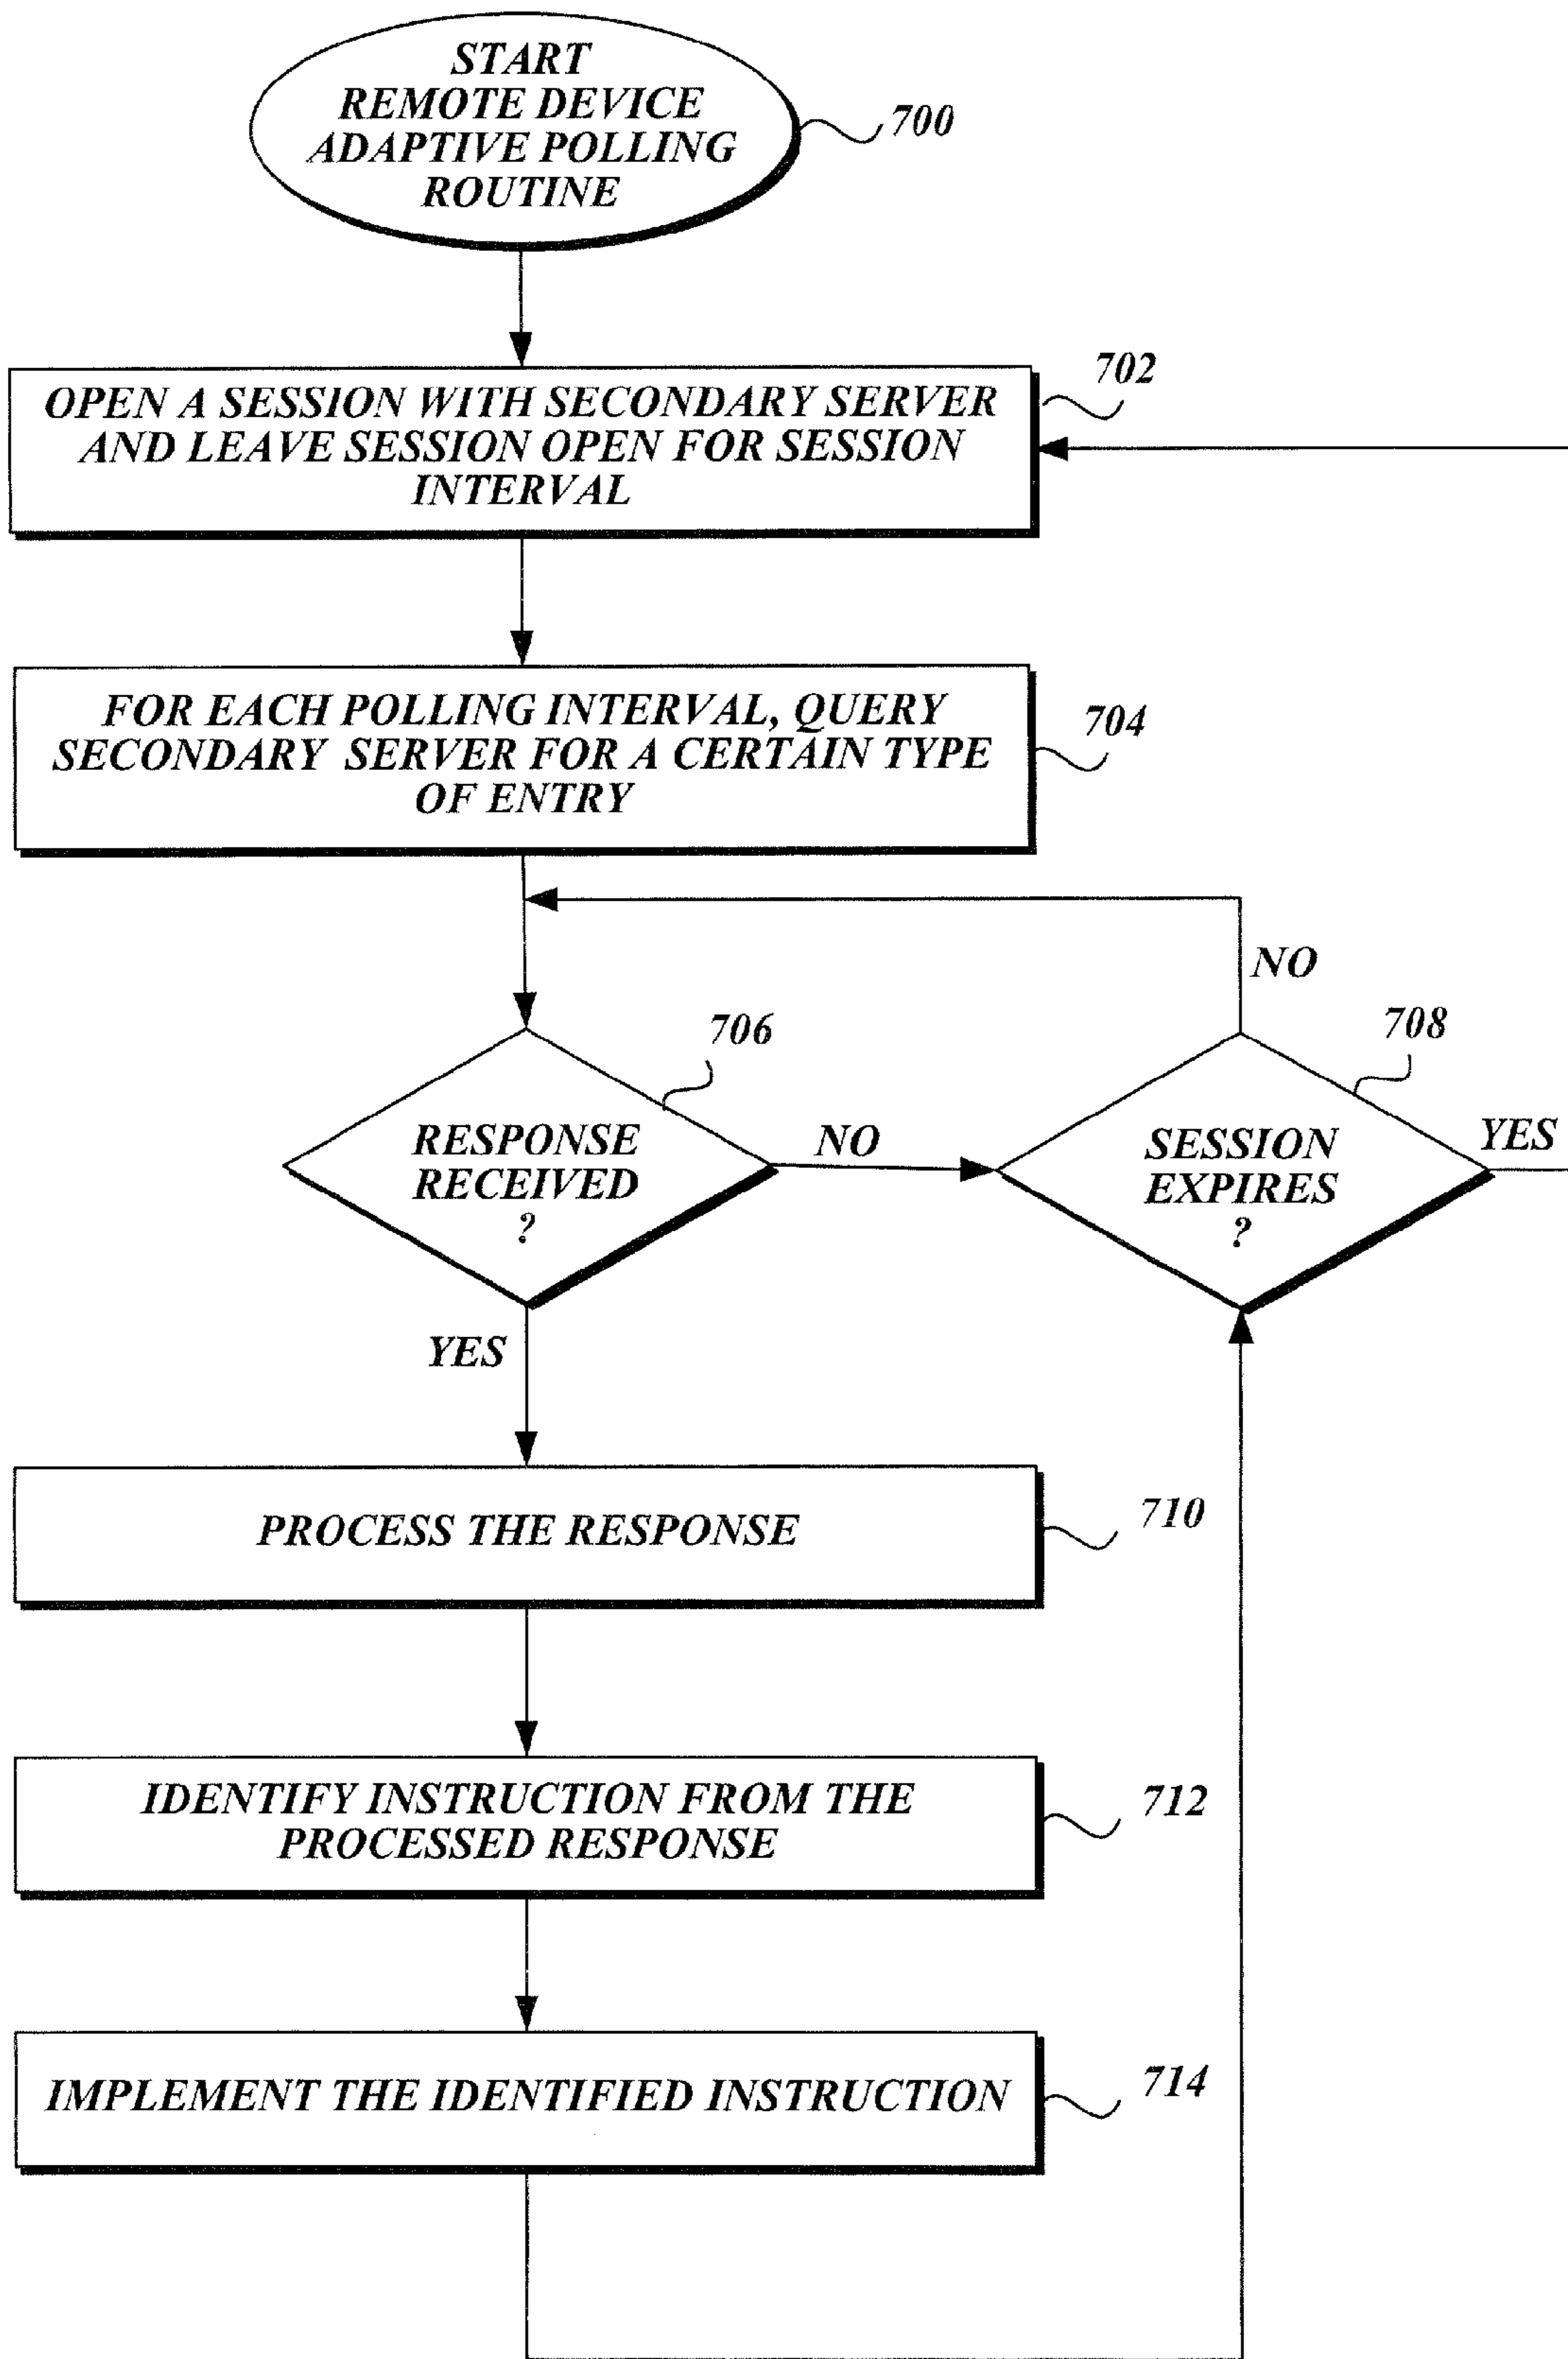 START
REMOTE DEVICE
ADAPTIVE POLLING
ROUTINE
700
702
OPEN A SESSION WITH SECONDARY SERVER
AND LEAVE SESSION OPEN FOR SESSION
INTERVAL
704
FOR EACH POLLING INTERVAL, QUERY
SECONDARY SERVER FOR A CERTAIN TYPE
OF ENTRY
NO
706
708
RESPONSE
RECEIVED
?
NO
SESSION
EXPIRES
?
YES
YES
710
PROCESS THE RESPONSE
712
IDENTIFY INSTRUCTION FROM THE
PROCESSED RESPONSE
714
IMPLEMENT THE IDENTIFIED INSTRUCTION